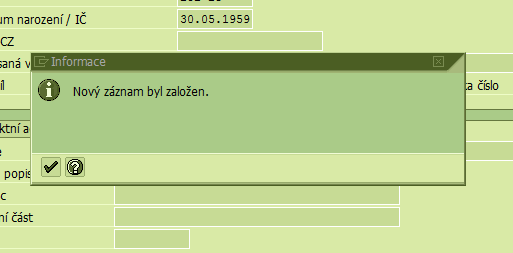 um narození / IČ 30.05.1959
CZ
Informace
saná v
íl ka číslo
Nový záznam byl založen.
ktní a
e
popis
c
ní část